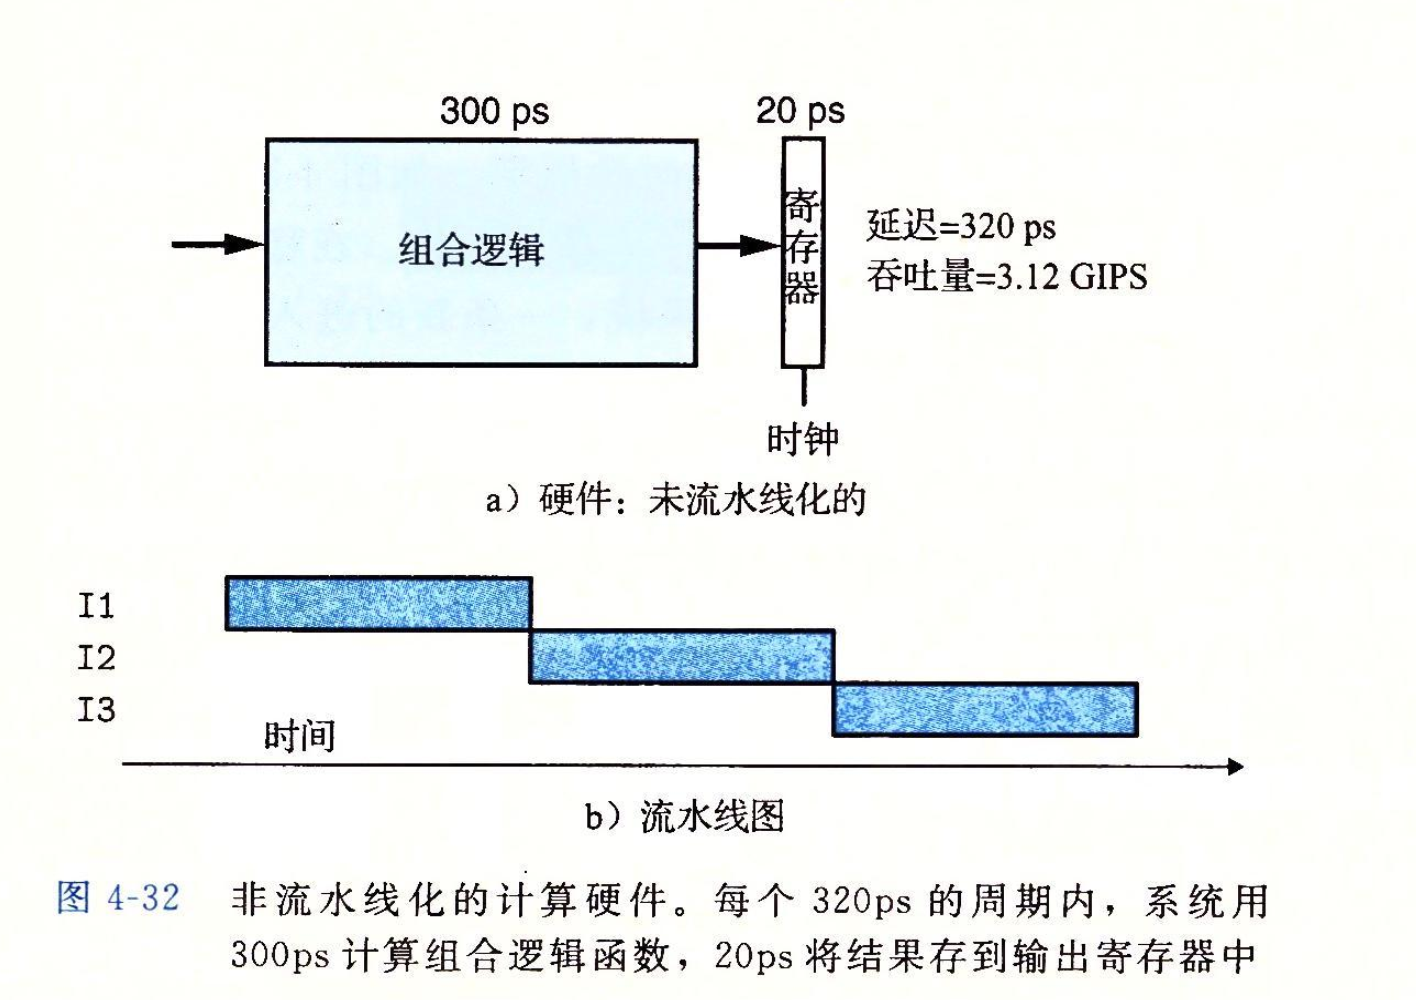 300 ps
20 ps
组合逻辑
寄存器
延迟=320 ps
吞吐量=3.12 GIPS
时钟
a）硬件：未流水线化的
I1
I2
I3
时间
b）流水线图
图 4-32 非流水线化的计算硬件。每个 320ps 的周期内，系统用
300ps 计算组合逻辑函数，20ps 将结果存到输出寄存器中